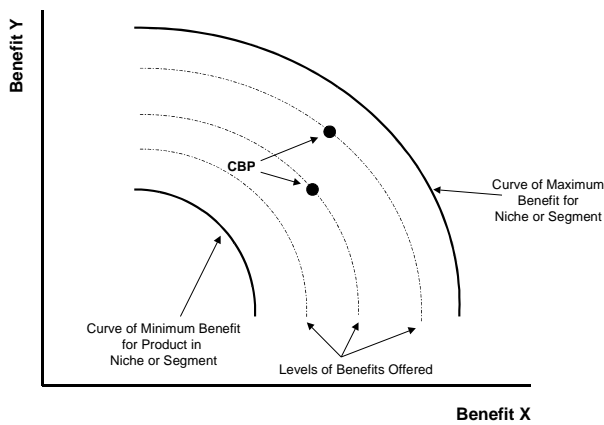 Benefit Y
CBP
Curve of Maximum
Benefit for
Niche or Segment
Curve of Minimum Benefit
for Product in
Niche or Segment
Levels of Benefits Offered
Benefit X